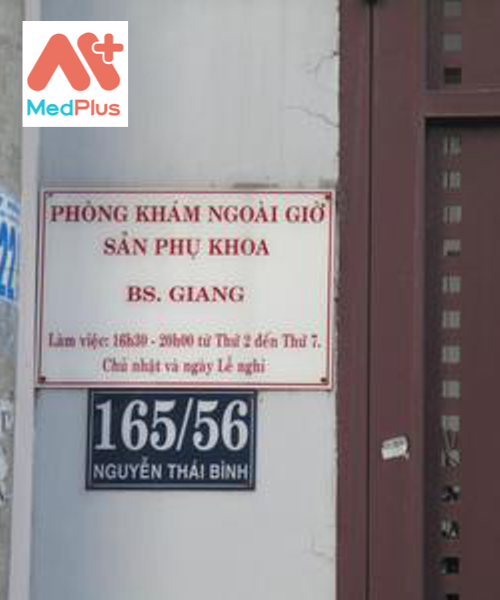 MedPlus
PHÒNG KHÁM NGOÀI GIỜ
SẢN PHỤ KHOA
BS. GIANG
Làm việc: 16h30 - 20h00 từ Thứ 2 đến Thứ 7.
Chủ nhật và ngày Lễ nghỉ
165/56
NGUYỄN THÁI BÌNH